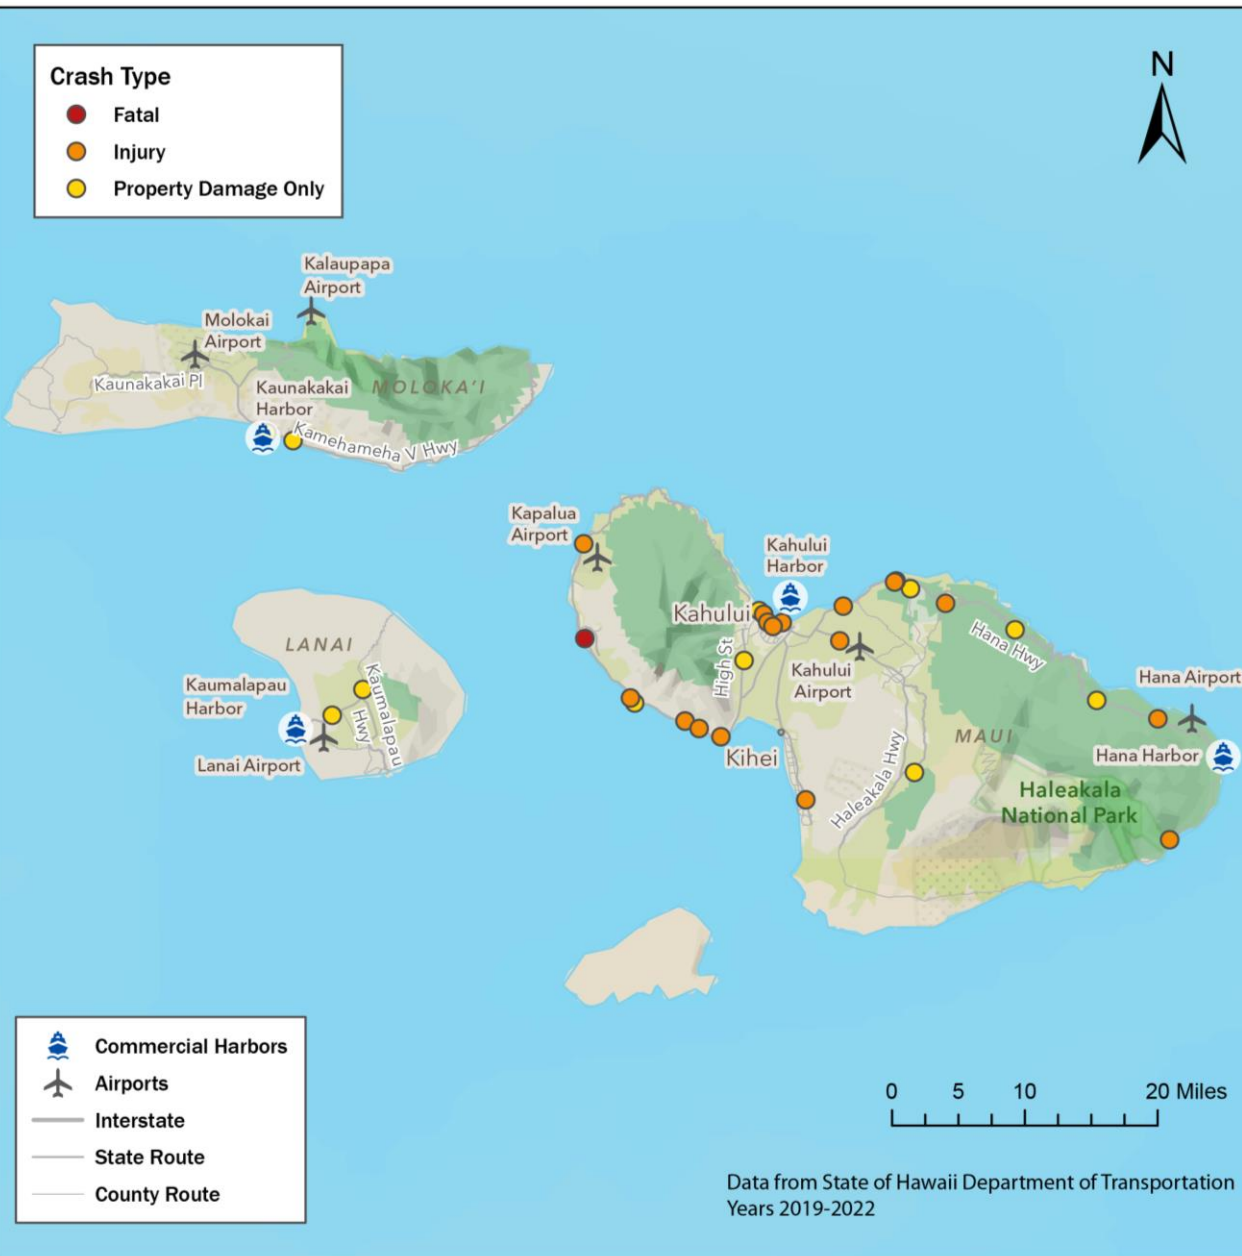 Crash Type
Fatal
Injury
Property Damage Only
N
Kalaupapa
Airport
Molokai
Airport
Kaunakakai Pl
MOLOKA'I
Kaunakakai
Harbor
Kamehameha V Hwy
Kapalua
Airport
Kahului
Harbor
Kahului
High St
Kahului
Airport
Hana Hwy
Hana Airport
Hana Harbor
LANAI
Kaumalapau
Harbor
Kaumalapau
Hwy
Lanai Airport
MAUI
Kihei
Haleakala Hwy
Haleakala
National Park
Commercial Harbors
Airports
Interstate
State Route
County Route
0 5 10 20 Miles
Data from State of Hawaii Department of Transportation
Years 2019-2022